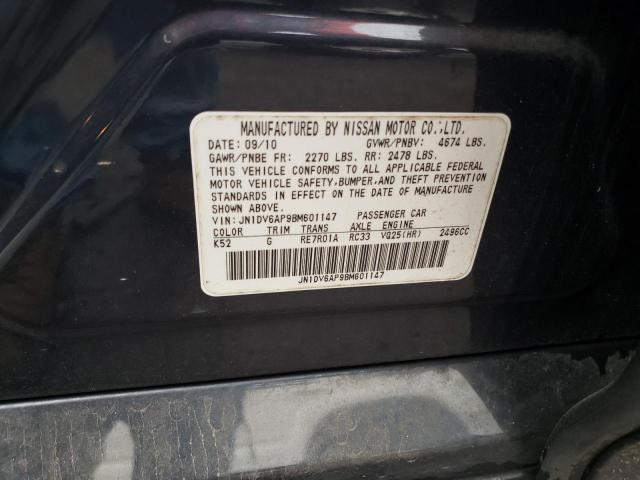 MANUFACTURED BY NISSAN MOTOR CO.,LTD.
DATE: 09/10 GVWR/PNBV: 4674 LBS.
GAWR/PNBE FR: 2270 LBS. RR: 2478 LBS.
THIS VEHICLE CONFORMS TO ALL APPLICABLE FEDERAL
MOTOR VEHICLE SAFETY,BUMPER,AND THEFT PREVENTION
STANDARDS IN EFFECT ON THE DATE OF MANUFACTURE
SHOWN ABOVE.
VIN: JN1DV6AP9BM601147 PASSENGER CAR
COLOR TRIM TRANS AXLE ENGINE
K52 G RE7R01A RC33 VQ25(HR) 2496CC
JN1DV6AP9BM601147